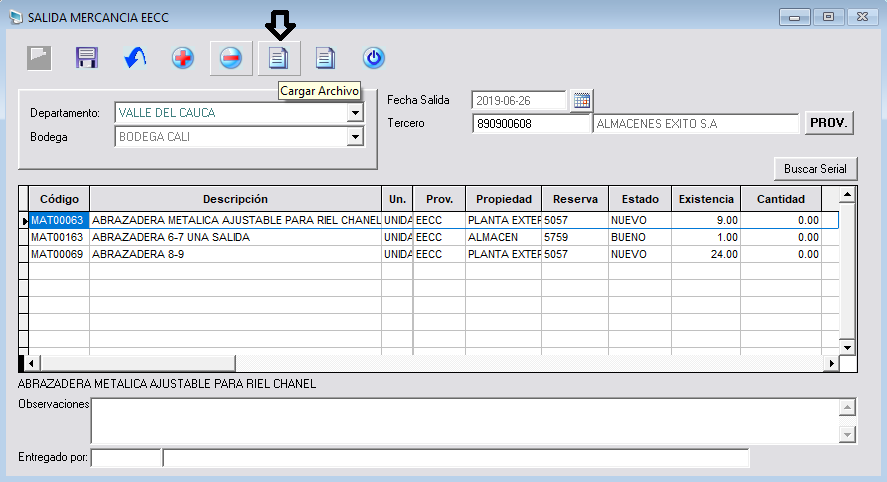 SALIDA MERCANCIA EECC
Cargar Archivo
Departamento: VALLE DEL CAUCA
Bodega BODEGA CALI
Fecha Salida 2019-06-26
Tercero 890900608 ALMACENES EXITO S.A PROV.
Buscar Serial
Código Descripción Un. Prov. Propiedad Reserva Estado Existencia Cantidad
MAT00063 ABRAZADERA METALICA AJUSTABLE PARA RIEL CHANEL UNIDA EECC PLANTA EXTER 5057 NUEVO 9.00 0.00
MAT00163 ABRAZADERA 6-7 UNA SALIDA UNIDA EECC ALMACEN 5759 BUENO 1.00 0.00
MAT00069 ABRAZADERA 8-9 UNIDA EECC PLANTA EXTER 5057 NUEVO 24.00 0.00
ABRAZADERA METALICA AJUSTABLE PARA RIEL CHANEL
Observaciones
Entregado por: